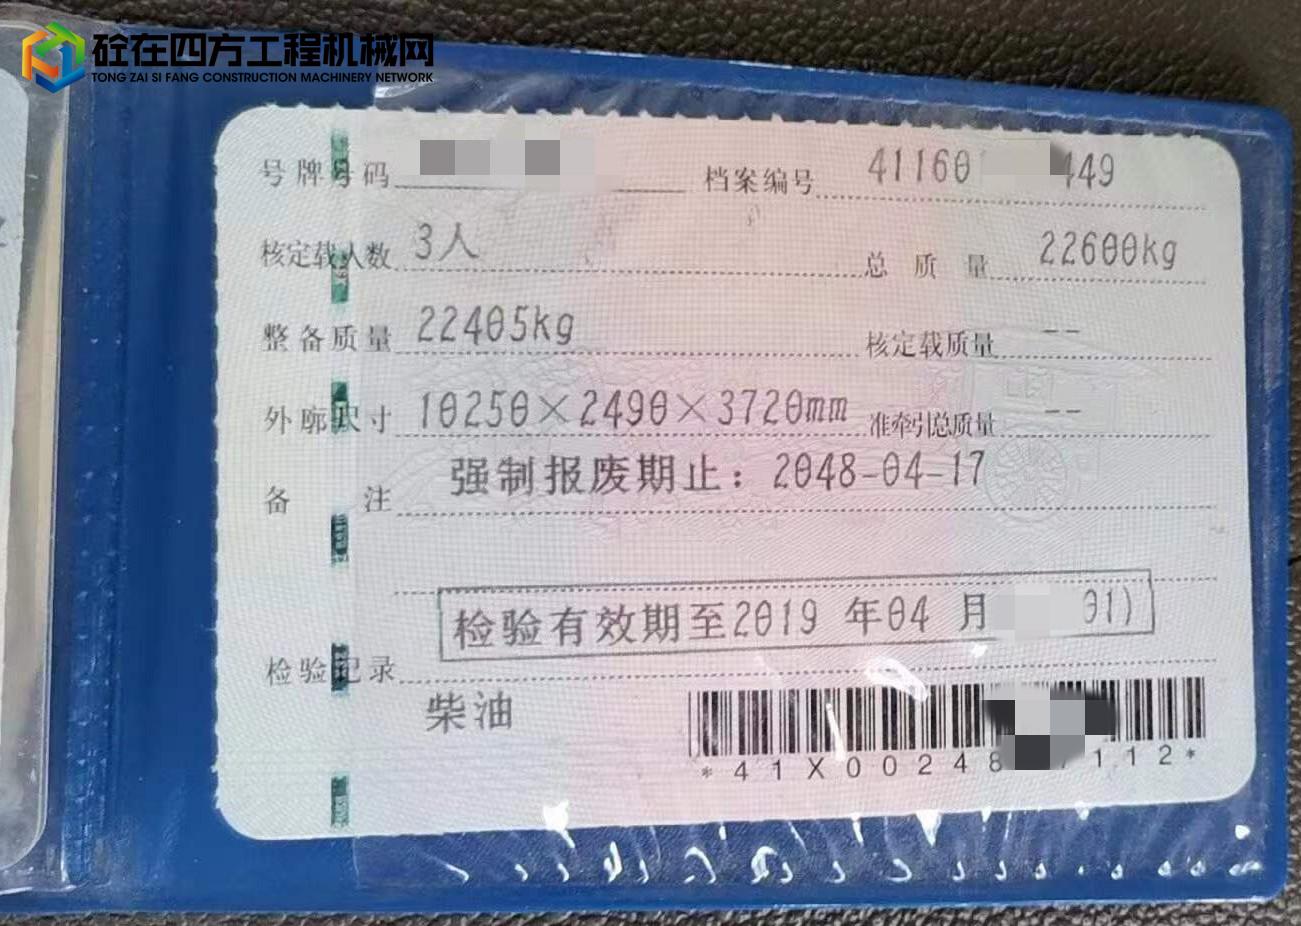 砼在四方工程机械网
TONG ZAI SI FANG CONSTRUCTION MACHINERY NETWORK
号牌号码 档案编号 41160 449
核定载人数 3人 总质量 22600kg
整备质量 22405kg 核定载质量 --
外廓尺寸 10250×2490×3720mm 准牵引总质量 --
备注 强制报废期止：2048-04-17
检验有效期至2019 年04 月 01)
检验记录
柴油
*41X00248 7112*